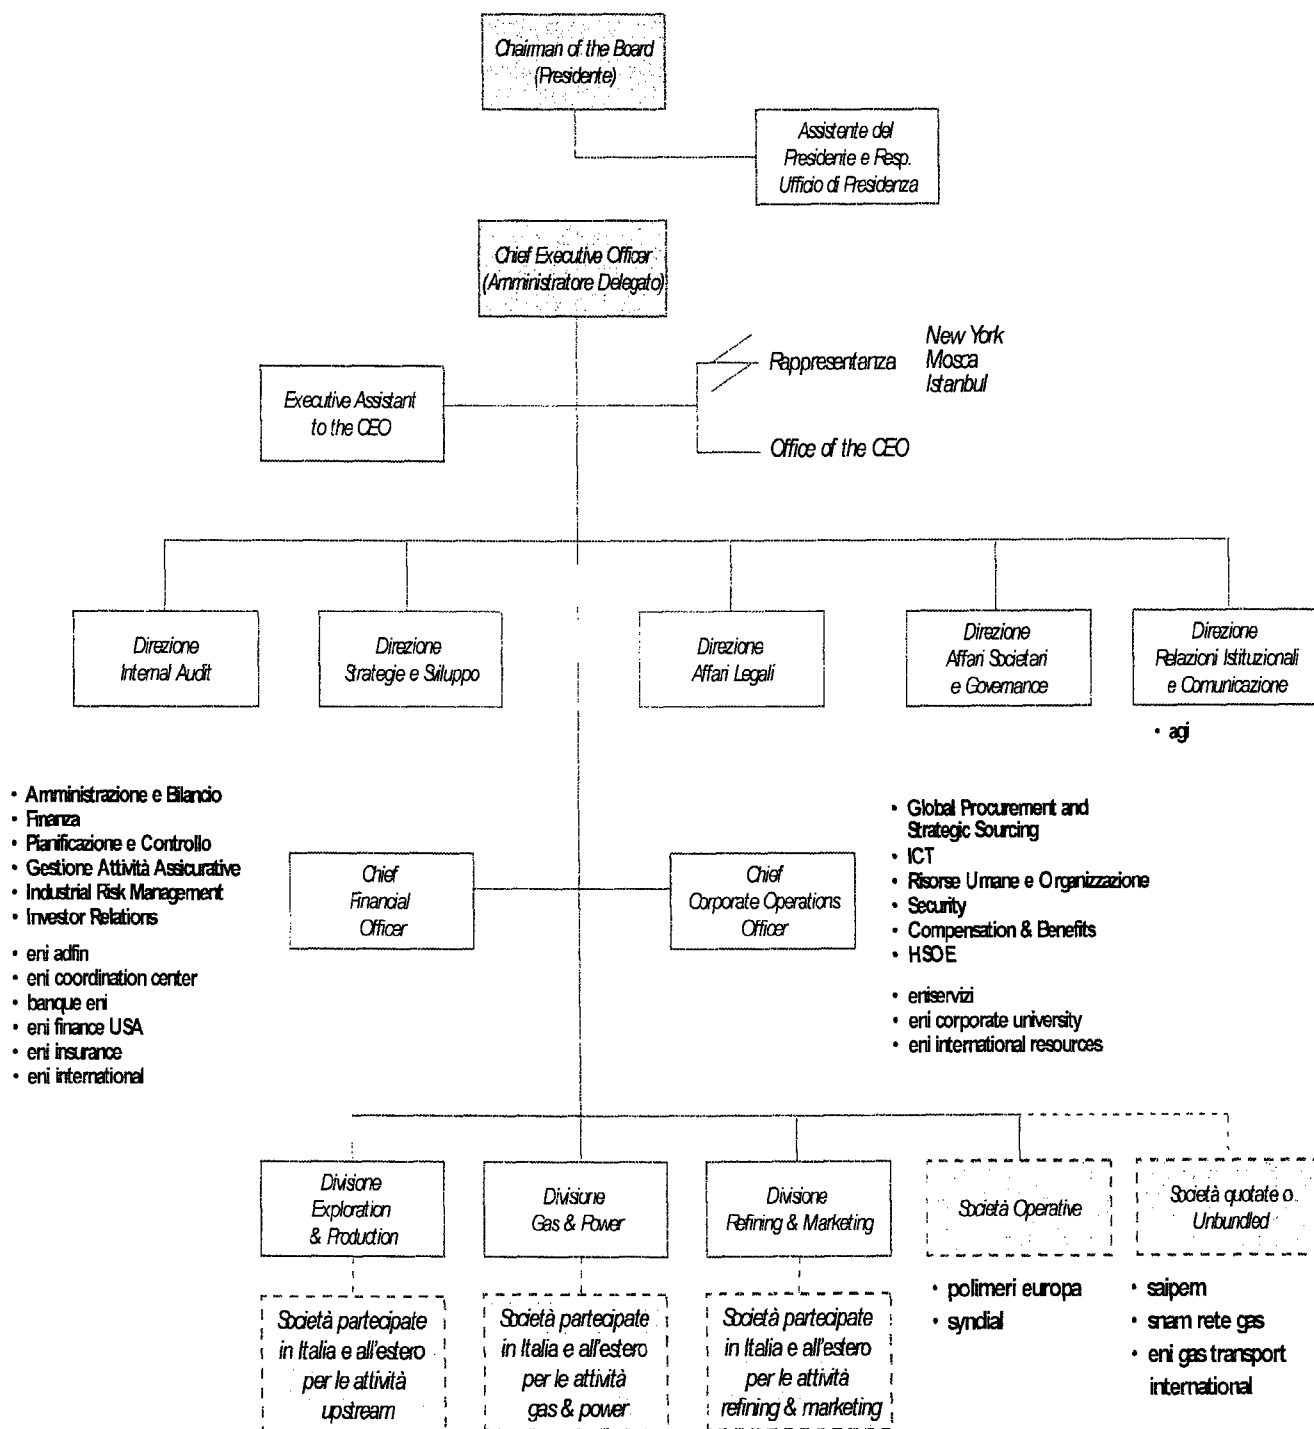 Chairman of the Board
(Presidente)
Assistente del
Presidente e Resp.
Ufficio di Presidenza
Chief Executive Officer
(Amministratore Delegato)
Executive Assistant
to the CEO
Rappresentanza
New York
Mosca
Istanbul
Office of the CEO
Direzione
Internal Audit
Direzione
Strategie e Sviluppo
Direzione
Affari Legali
Direzione
Affari Societari
e Governance
Direzione
Relazioni Istituzionali
e Comunicazione
• agi
• Amministrazione e Bilancio
• Finanza
• Pianificazione e Controllo
• Gestione Attività Assicurative
• Industrial Risk Management
• Investor Relations
• eni adfin
• eni coordination center
• banque eni
• eni finance USA
• eni insurance
• eni international
Chief
Financial
Officer
Chief
Corporate Operations
Officer
• Global Procurement and
Strategic Sourcing
• ICT
• Risorse Umane e Organizzazione
• Security
• Compensation & Benefits
• HSOE
• eniservizi
• eni corporate university
• eni international resources
Divisione
Exploration
& Production
Divisione
Gas & Power
Divisione
Refining & Marketing
Società Operative
Società quotate o
Unbundled
Società partecipate
in Italia e all'estero
per le attività
upstream
Società partecipate
in Italia e all'estero
per le attività
gas & power
Società partecipate
in Italia e all'estero
per le attività
refining & marketing
• polimeri europa
• syndial
• saipem
• snam rete gas
• eni gas transport
international